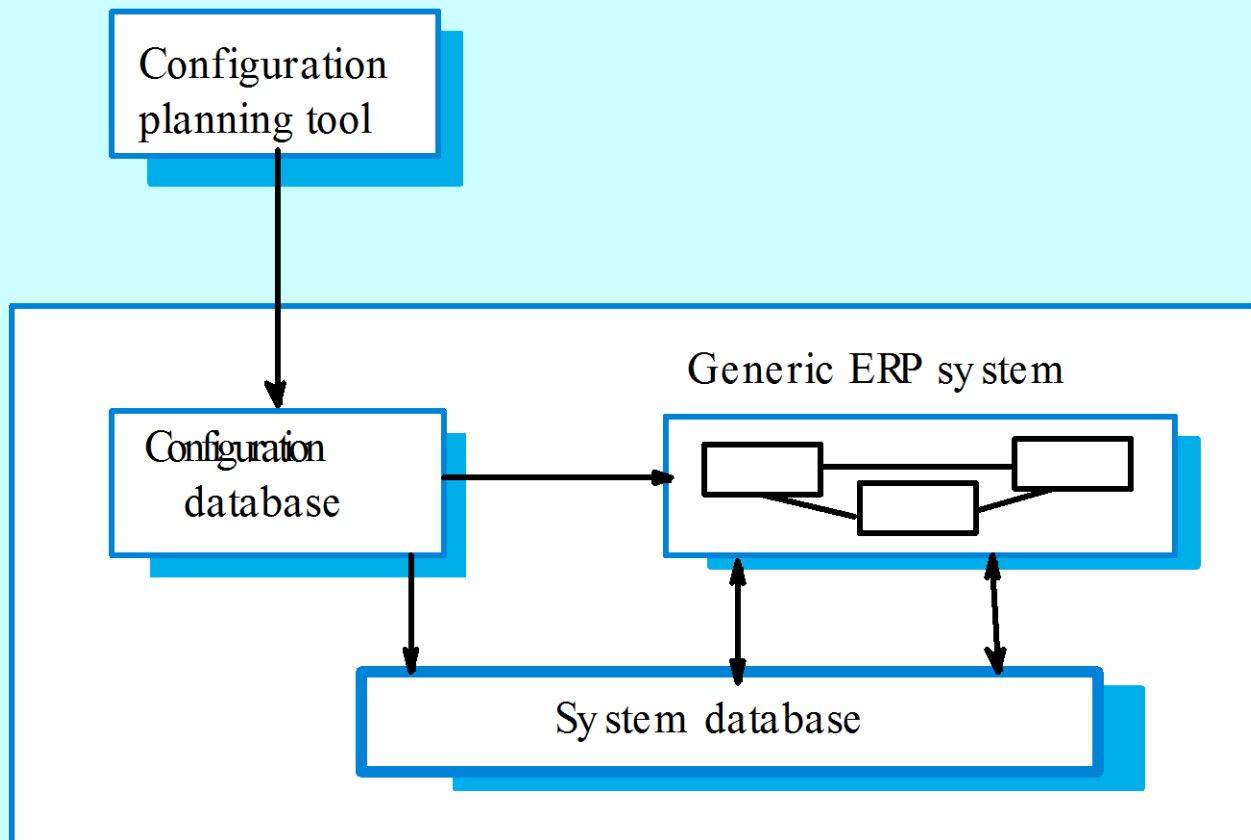 Configuration
planning tool
Generic ERP system
Configuration
database
System database